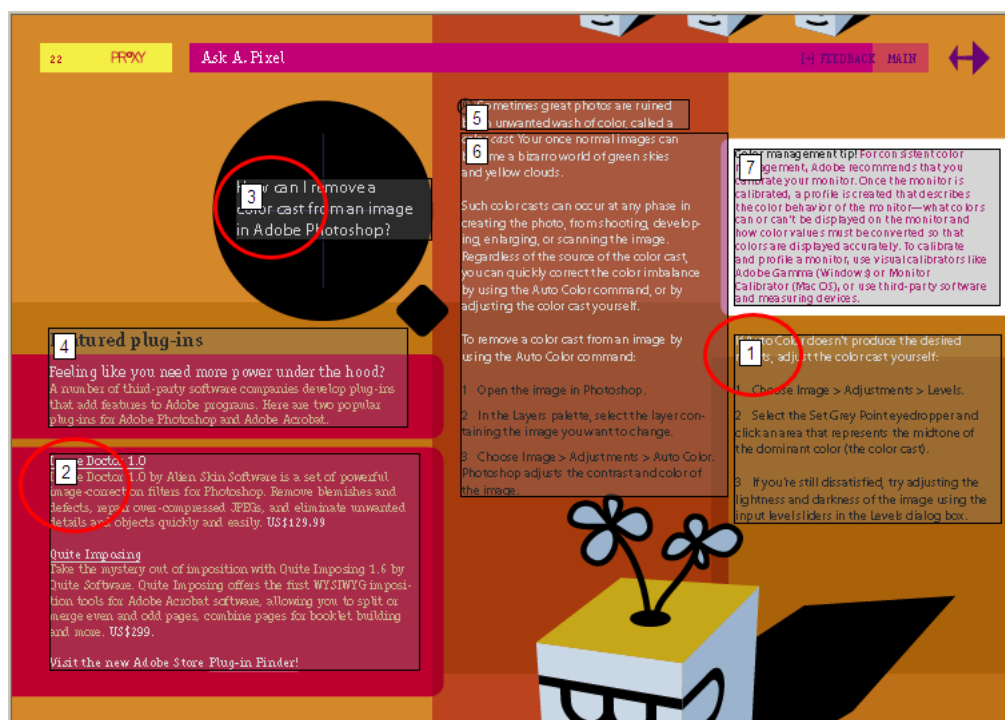 22 PROXY Ask A. Pixel [+] FEEDBACK MAIN
3
How can I remove a
color cast from an image
in Adobe Photoshop?
4
Featured plug-ins
Feeling like you need more power under the hood?
A number of third-party software companies develop plug-ins
that add features to Adobe programs. Here are two popular
plug-ins for Adobe Photoshop and Adobe Acrobat.
2
Image Doctor 1.0
Image Doctor 1.0 by Alien Skin Software is a set of powerful
image-correction filters for Photoshop. Remove blemishes and
defects, repair over-compressed JPEGs, and eliminate unwanted
details and objects quickly and easily. US$129.99
Quite Imposing
Take the mystery out of imposition with Quite Imposing 1.6 by
Quite Software. Quite Imposing offers the first WYSIWYG imposi-
tion tools for Adobe Acrobat software, allowing you to split or
merge even and odd pages, combine pages for booklet building
and more. US$299.
Visit the new Adobe Store Plug-in Finder!
5
Sometimes great photos are ruined
by an unwanted wash of color, called a
6
color cast. Your once normal images can
become a bizarro world of green skies
and yellow clouds.
Such color casts can occur at any phase in
creating the photo, from shooting, develop-
ing, enlarging, or scanning the image.
Regardless of the source of the color cast,
you can quickly correct the color imbalance
by using the Auto Color command, or by
adjusting the color cast yourself.
To remove a color cast from an image by
using the Auto Color command:
1 Open the image in Photoshop.
2 In the Layers palette, select the layer con-
taining the image you want to change.
3 Choose Image > Adjustments > Auto Color.
Photoshop adjusts the contrast and color of
the image.
7
Color management tip! For consistent color
management, Adobe recommends that you
calibrate your monitor. Once the monitor is
calibrated, a profile is created that describes
the color behavior of the monitor—what colors
can or can't be displayed on the monitor and
how color values must be converted so that
colors are displayed accurately. To calibrate
and profile a monitor, use visual calibrators like
Adobe Gamma (Windows) or Monitor
Calibrator (Mac OS), or use third-party software
and measuring devices.
1
If Auto Color doesn't produce the desired
results, adjust the color cast yourself:
1 Choose Image > Adjustments > Levels.
2 Select the Set Grey Point eyedropper and
click an area that represents the midtone of
the dominant color (the color cast).
3 If you're still dissatisfied, try adjusting the
lightness and darkness of the image using the
input level sliders in the Levels dialog box.